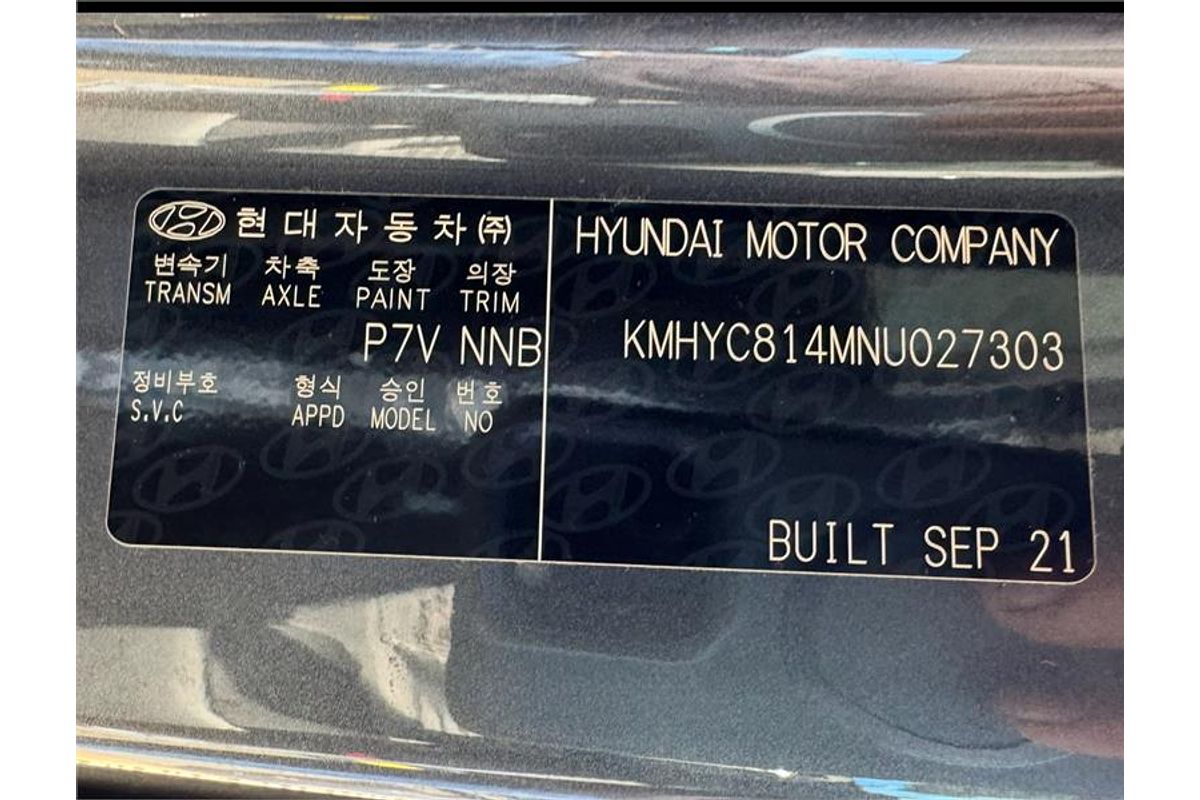 현대자동차㈜
변속기 차축 도장 의장
TRANSM AXLE PAINT TRIM
P7V NNB
정비부호 형식 승인 번호
S.V.C APPD MODEL NO
HYUNDAI MOTOR COMPANY
KMHYC814MNU027303
BUILT SEP 21